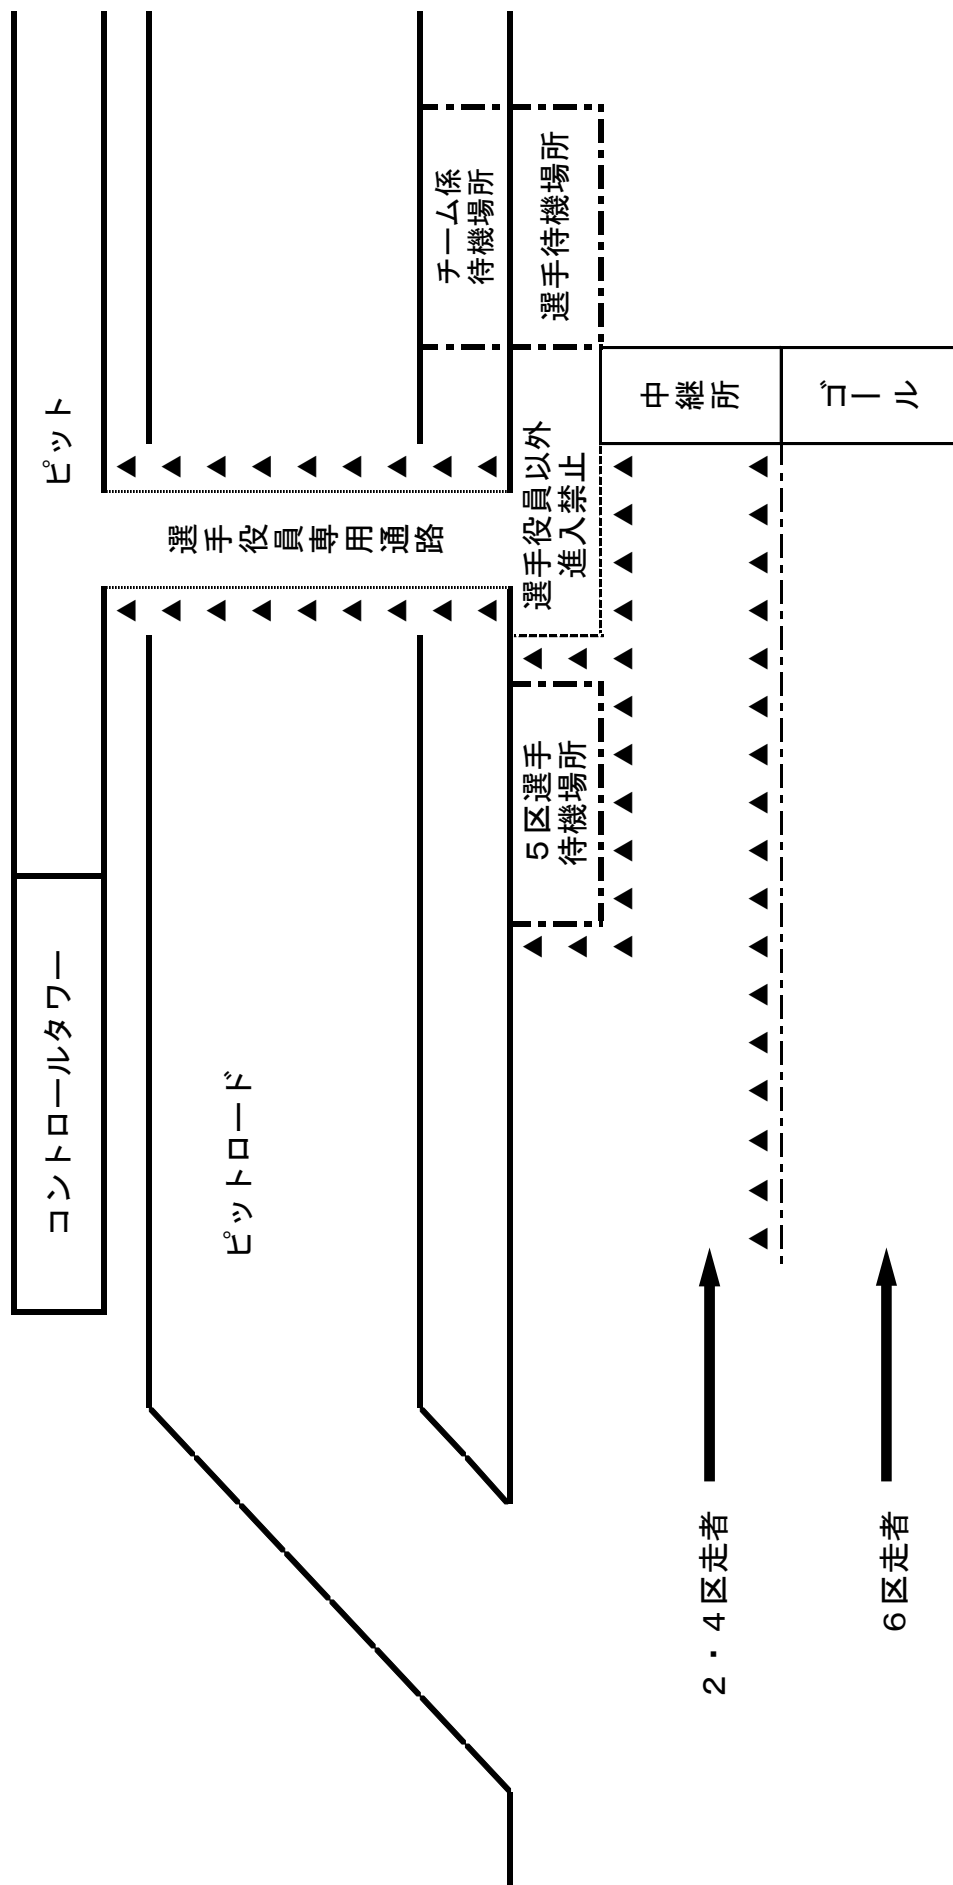 ピット
コントロールタワー
選手役員専用通路
ピットロード
チーム係
待機場所
選手待機場所
選手役員以外
進入禁止
５区選手
待機場所
中継所
ゴール
２・４区走者
６区走者